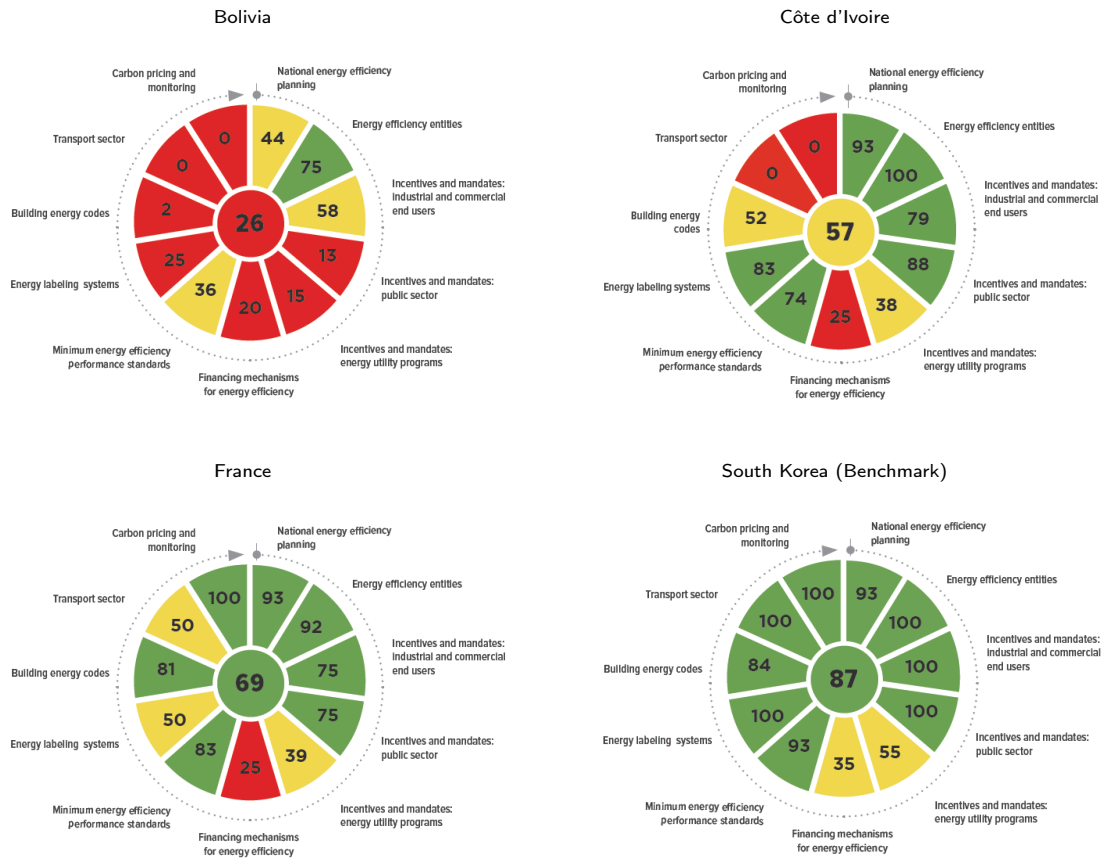 Bolivia
Carbon pricing and
monitoring
National energy efficiency
planning
Energy efficiency entities
Incentives and mandates:
industrial and commercial
end users
Incentives and mandates:
public sector
Incentives and mandates:
energy utility programs
Financing mechanisms
for energy efficiency
Minimum energy efficiency
performance standards
Energy labeling systems
Building energy codes
Transport sector
0
44
75
58
13
15
20
36
25
2
0
26
Côte d'Ivoire
Carbon pricing and
monitoring
National energy efficiency
planning
Energy efficiency entities
Incentives and mandates:
industrial and commercial
end users
Incentives and mandates:
public sector
Incentives and mandates:
energy utility programs
Financing mechanisms
for energy efficiency
Minimum energy efficiency
performance standards
Energy labeling systems
Building energy
codes
Transport sector
0
93
100
79
88
38
25
74
83
52
0
57
France
Carbon pricing and
monitoring
National energy efficiency
planning
Energy efficiency entities
Incentives and mandates:
industrial and commercial
end users
Incentives and mandates:
public sector
Incentives and mandates:
energy utility programs
Financing mechanisms
for energy efficiency
Minimum energy efficiency
performance standards
Energy labeling systems
Building energy codes
Transport sector
100
93
92
75
75
39
25
83
50
81
50
69
South Korea (Benchmark)
Carbon pricing and
monitoring
National energy efficiency
planning
Energy efficiency entities
Incentives and mandates:
industrial and commercial
end users
Incentives and mandates:
public sector
Incentives and mandates:
energy utility programs
Financing mechanisms
for energy efficiency
Minimum energy efficiency
performance standards
Energy labeling systems
Building energy codes
Transport sector
100
93
100
100
100
55
35
93
100
84
100
87